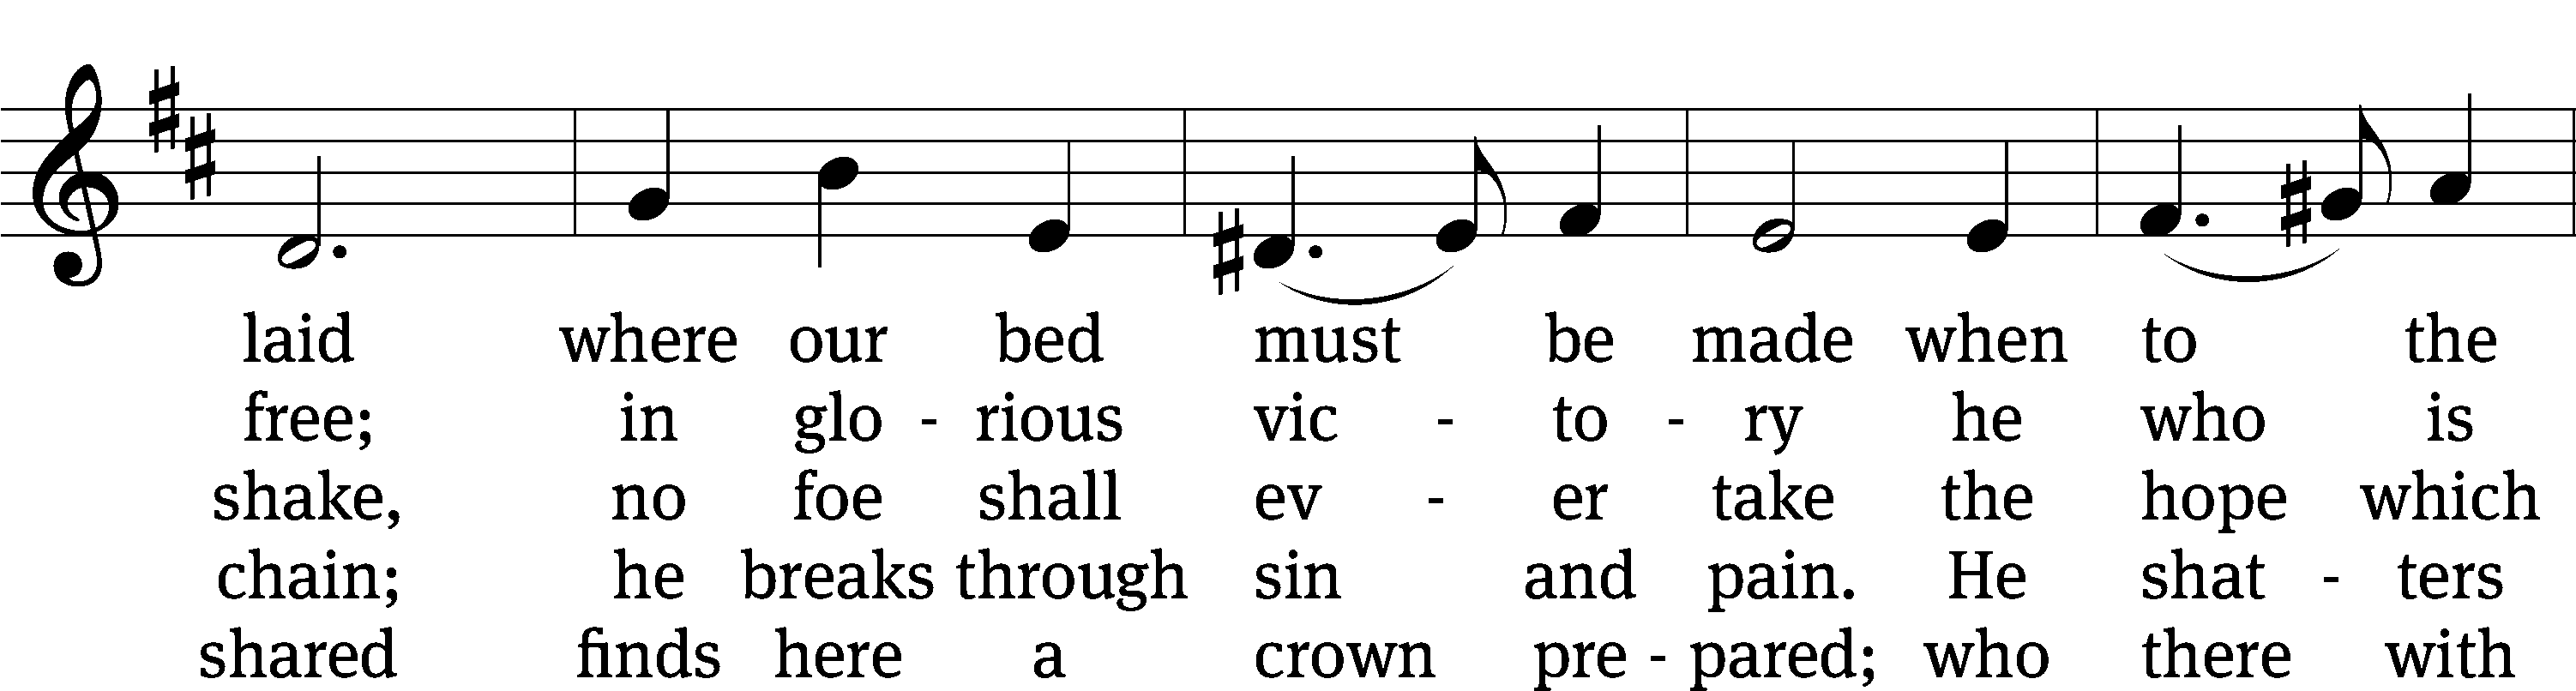 laid where our bed must be made when to the
free; in glo - rious vic - to - ry he who is
shake, no foe shall ev - er take the hope which
chain; he breaks through sin and pain. He shat - ters
shared finds here a crown pre - pared; who there with